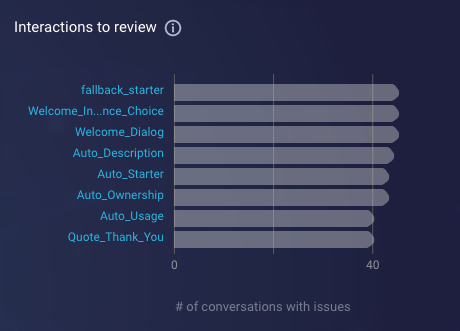 Interactions to review
fallback_starter
Welcome_In...nce_Choice
Welcome_Dialog
Auto_Description
Auto_Starter
Auto_Ownership
Auto_Usage
Quote_Thank_You
0 40
# of conversations with issues